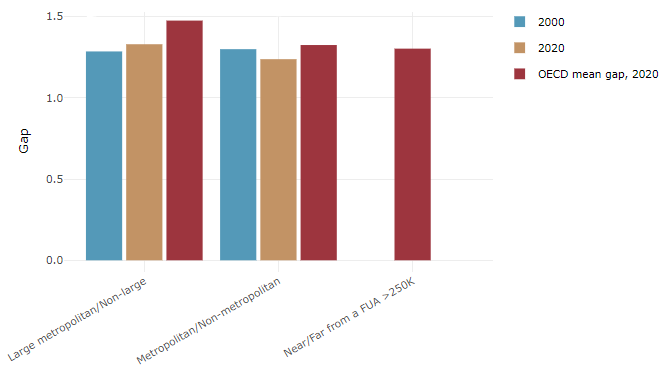 1.5
1.0
0.5
0.0
Gap
Large metropolitan/Non-large
Metropolitan/Non-metropolitan
Near/Far from a FUA >250K
2000
2020
OECD mean gap, 2020